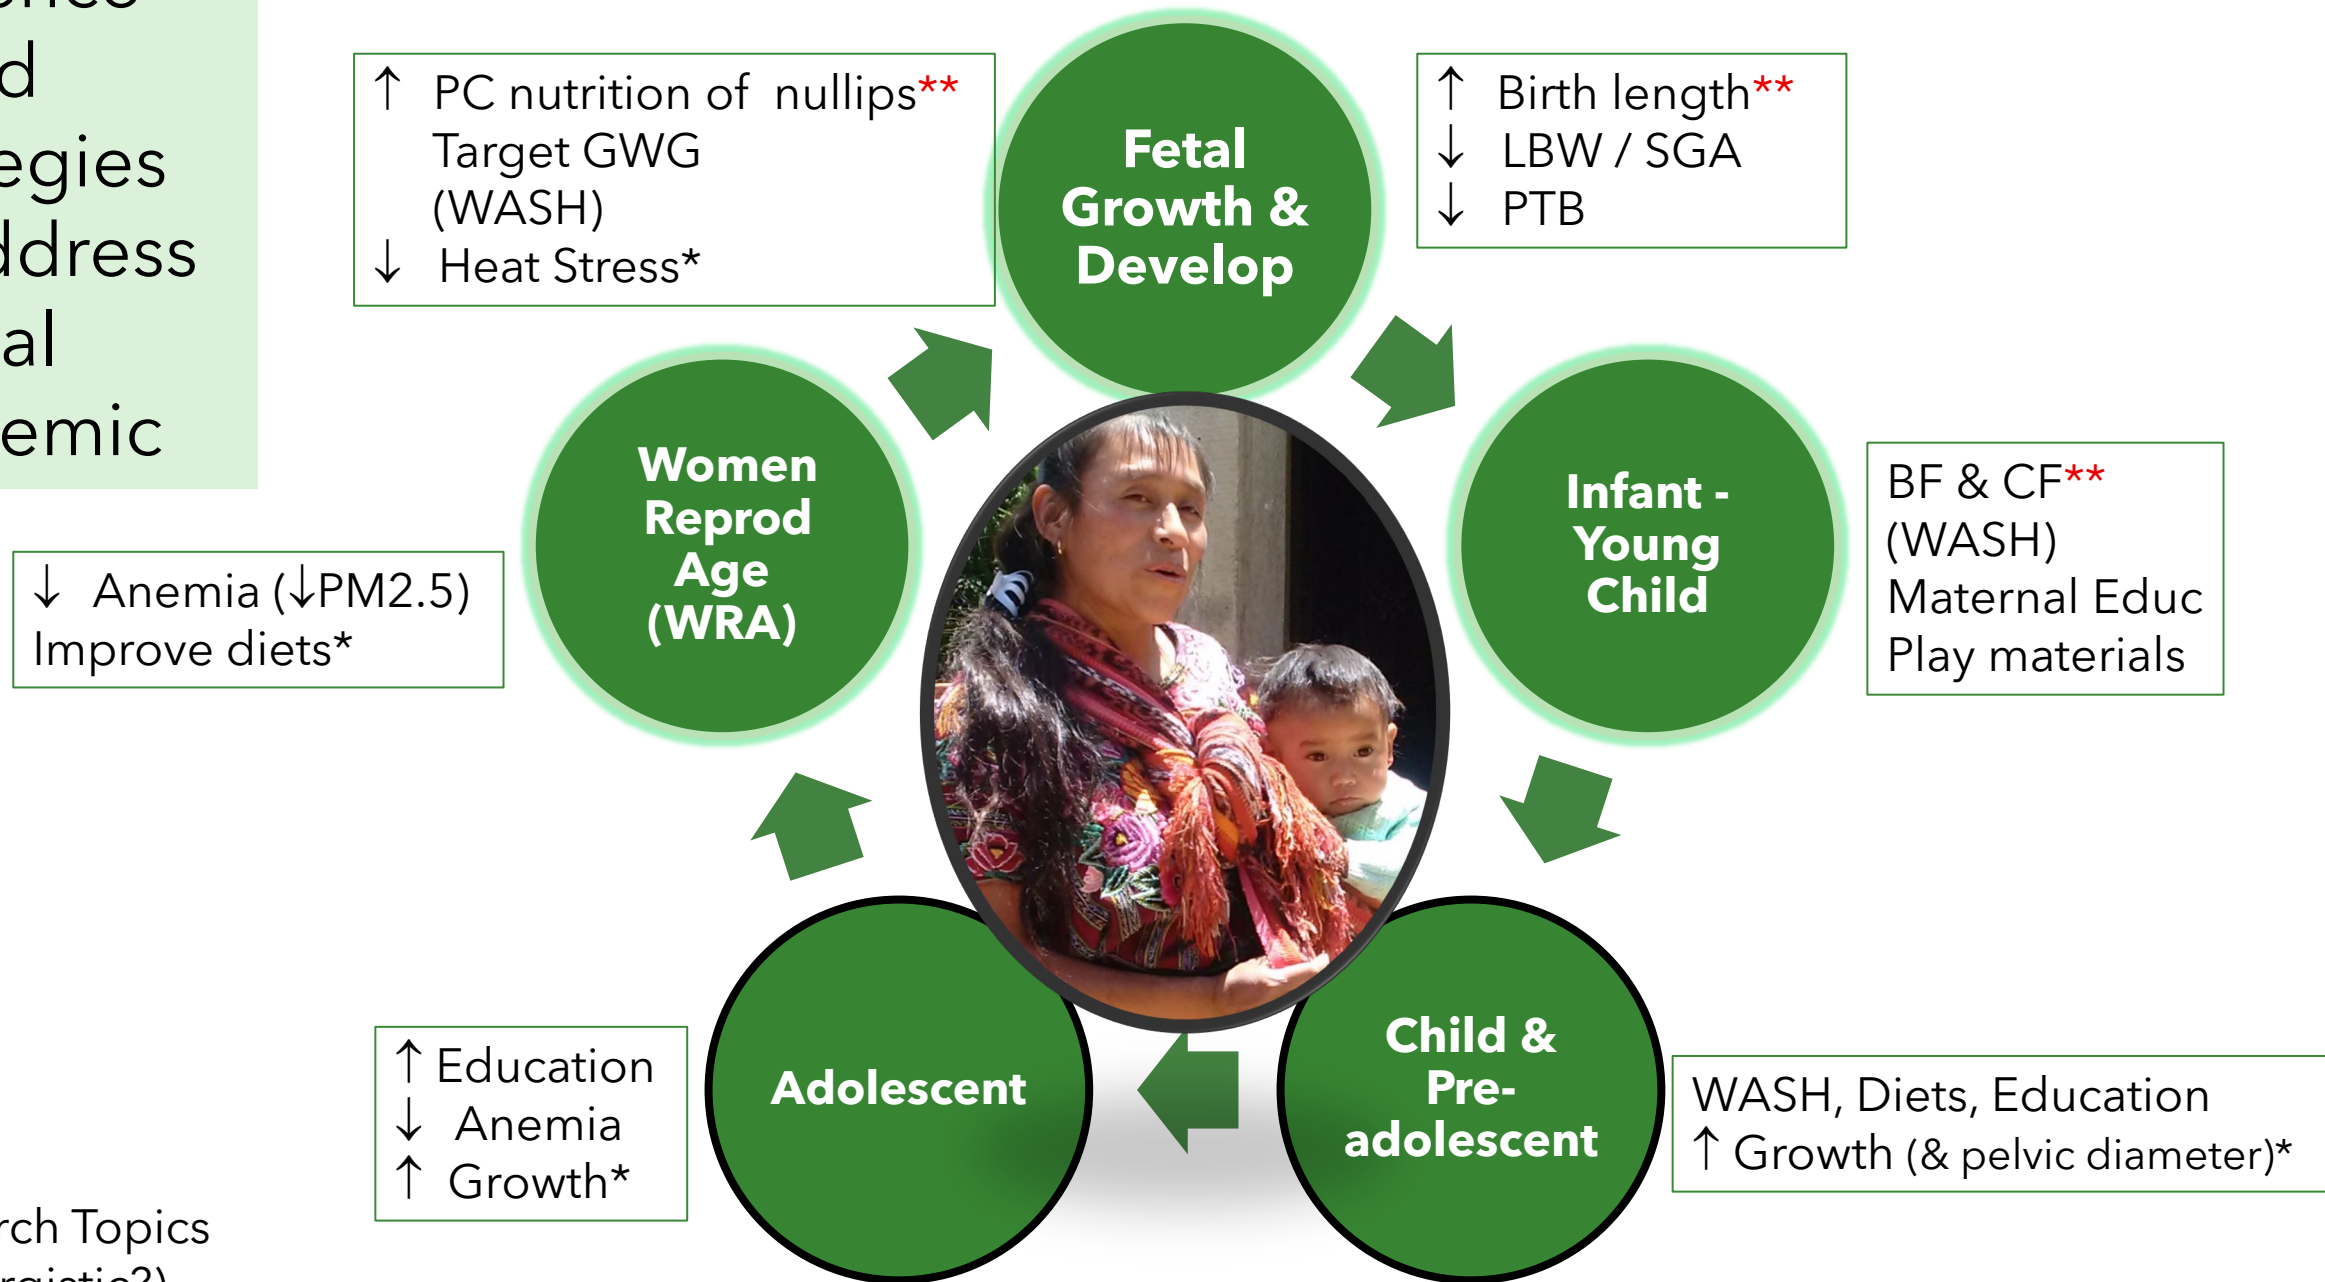 egies
ddress
emic
↑ PC nutrition of nullips**
Target GWG
(WASH)
↓ Heat Stress*
Fetal
Growth &
Develop
↑ Birth length**
↓ LBW / SGA
↓ PTB
Women
Reprod
Age
(WRA)
Infant -
Young
Child
BF & CF**
(WASH)
Maternal Educ
Play materials
↓ Anemia (↓PM2.5)
Improve diets*
↑ Education
↓ Anemia
↑ Growth*
Adolescent
Child &
Pre-
adolescent
WASH, Diets, Education
↑ Growth (& pelvic diameter)*
rch Topics